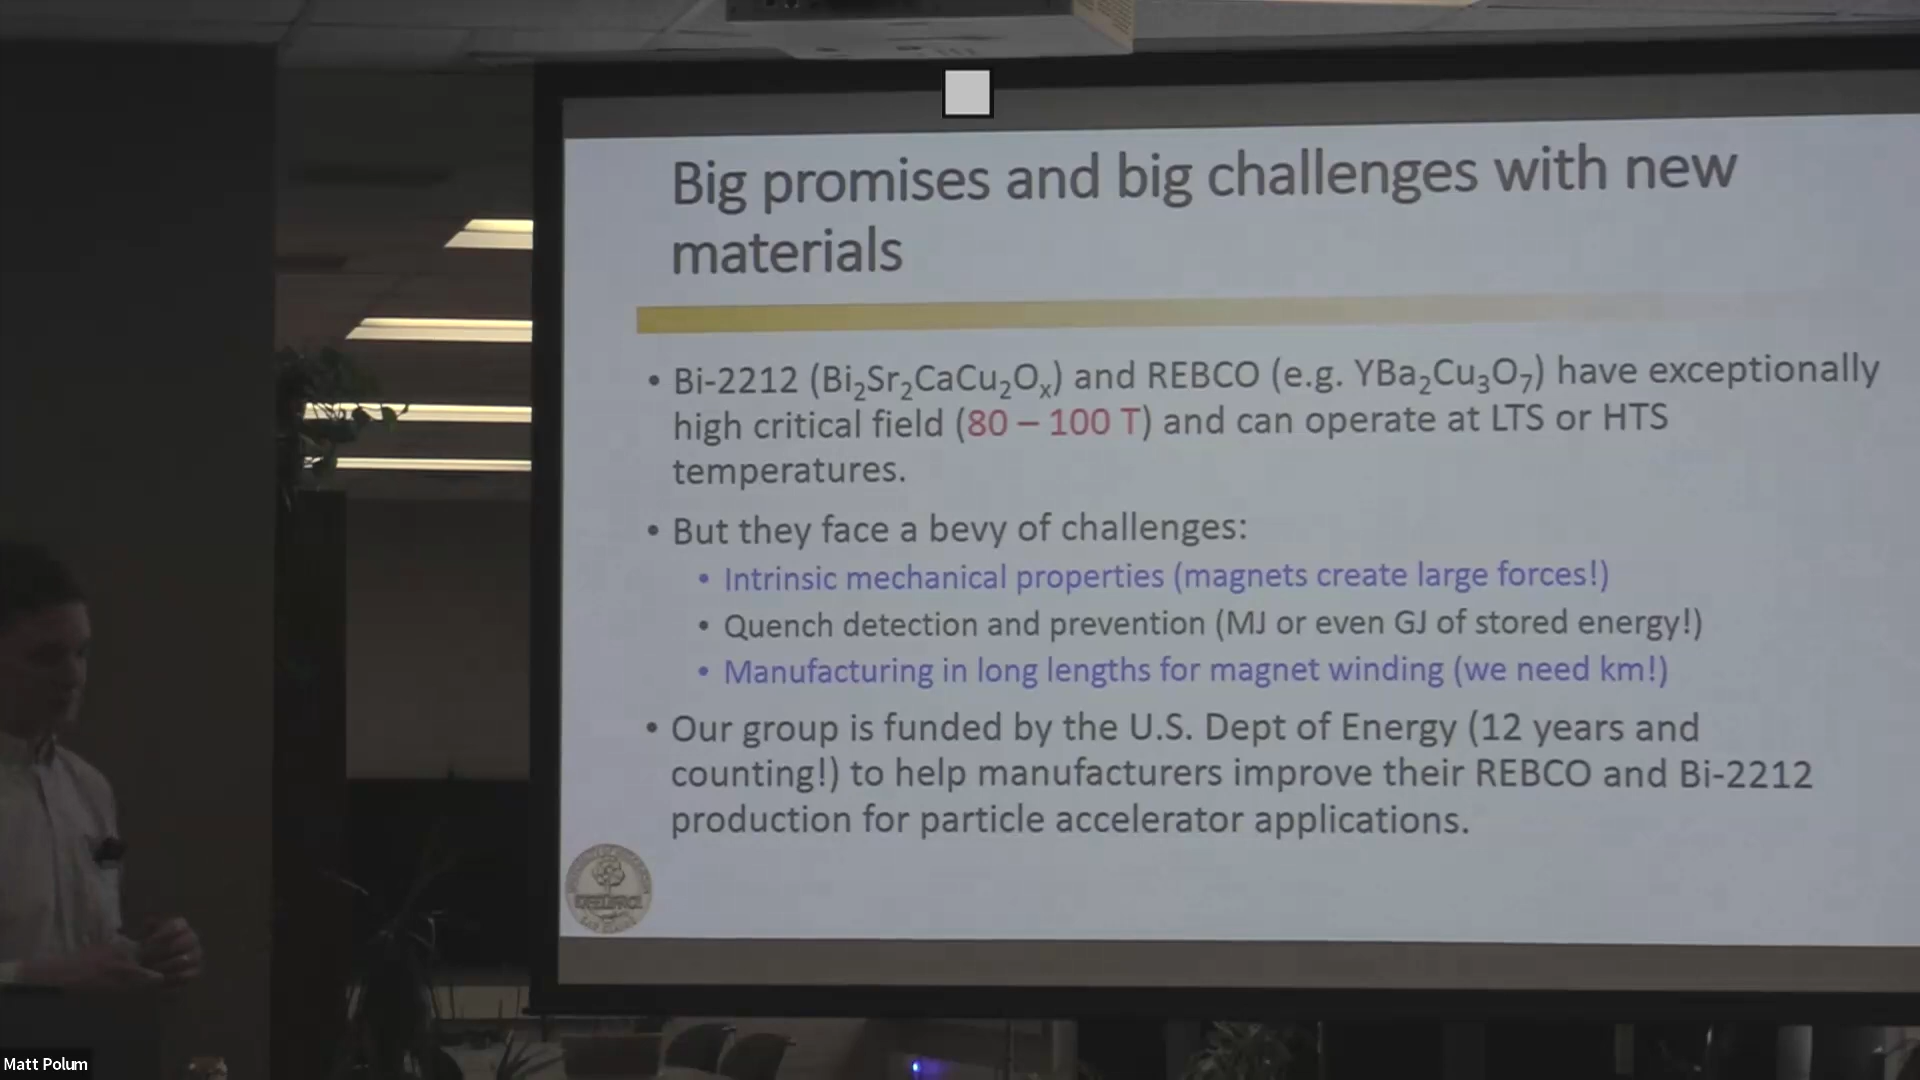 Big promises and big challenges with new
materials
• Bi-2212 (Bi₂Sr₂CaCu₂Oₓ) and REBCO (e.g. YBa₂Cu₃O₇) have exceptionally
high critical field (80 – 100 T) and can operate at LTS or HTS
temperatures.
• But they face a bevy of challenges:
• Intrinsic mechanical properties (magnets create large forces!)
• Quench detection and prevention (MJ or even GJ of stored energy!)
• Manufacturing in long lengths for magnet winding (we need km!)
• Our group is funded by the U.S. Dept of Energy (12 years and
counting!) to help manufacturers improve their REBCO and Bi-2212
production for particle accelerator applications.
Matt Polum